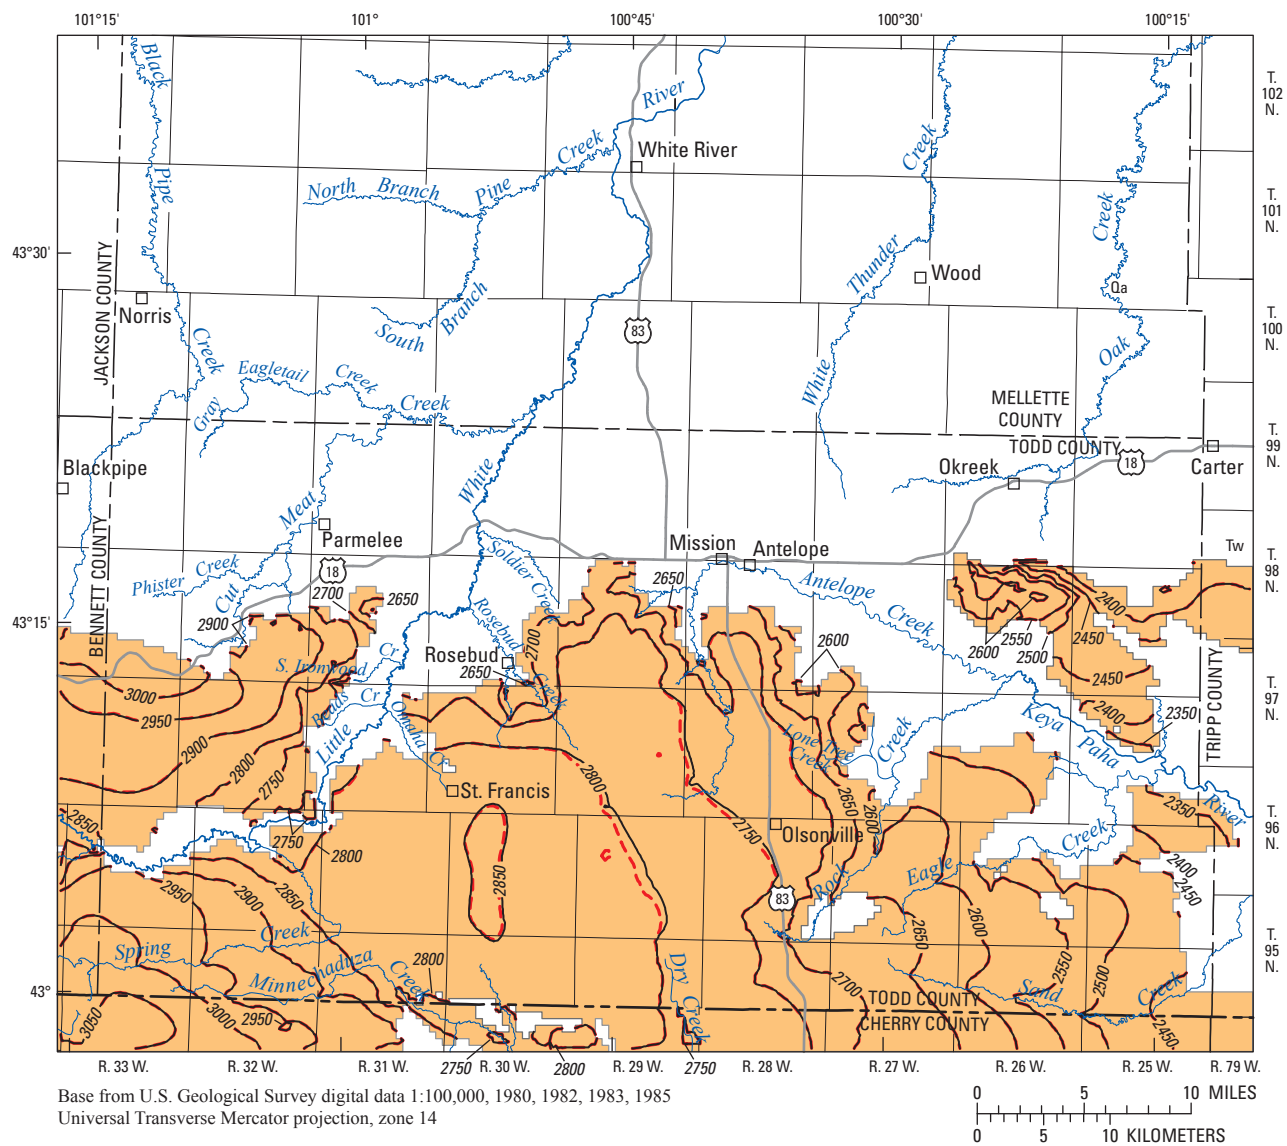 101°15'
101°
100°45'
100°30'
100°15'
T.
102
N.
T.
101
N.
T.
100
N.
T.
99
N.
T.
98
N.
T.
97
N.
T.
96
N.
T.
95
N.
43°30'
43°15'
43°
Black
Pipe
Creek
River
White River
Pine Creek
North Branch
South Branch
Creek
Thunder
White
Wood
Creek
Qa
Oak
JACKSON COUNTY
Norris
Eagletail Creek
Gray
Creek
83
MELLETTE
COUNTY
TODD COUNTY
18
Carter
Okreek
Blackpipe
White
Meat
Parmelee
BENNETT COUNTY
Phister Creek
Cut
18
Soldier Creek
Mission
Antelope
Antelope Creek
Tw
2700
2650
2900
2650
2600
2550
2600
2500
2450
2400
Rosebud
Rosebud Creek
2650
2700
S. Ironwood Cr
Beads Cr
Little
Omaha Cr
3000
2950
2900
2800
2750
2450
2400
2350
TRIPP COUNTY
Keya Paha River
Lone Tree
Creek
Creek
Rock
St. Francis
2800
2750
2650
2600
Olsonville
2850
2750
2800
2850
2350
2400
2450
Creek
Eagle
83
2950
2900
2850
Spring Creek
Minnechaduza Creek
2800
Dry Creek
2650
2600
2550
2500
2700
Sand Creek
2450
TODD COUNTY
CHERRY COUNTY
3050
3000
2950
2750
2800
2750
R. 33 W.
R. 32 W.
R. 31 W.
R. 30 W.
R. 29 W.
R. 28 W.
R. 27 W.
R. 26 W.
R. 25 W.
R. 79 W.
Base from U.S. Geological Survey digital data 1:100,000, 1980, 1982, 1983, 1985
Universal Transverse Mercator projection, zone 14
0 5 10 MILES
0 5 10 KILOMETERS